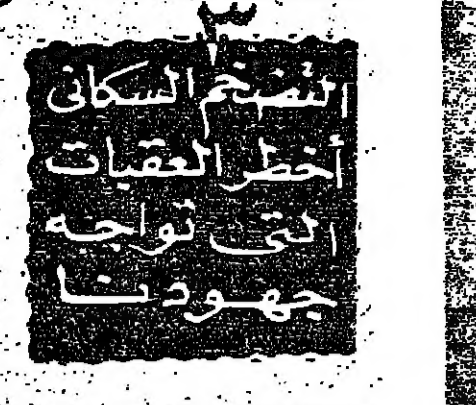 التضخم السكانى
أخطر العقبات
التى تواجه
جهودنا